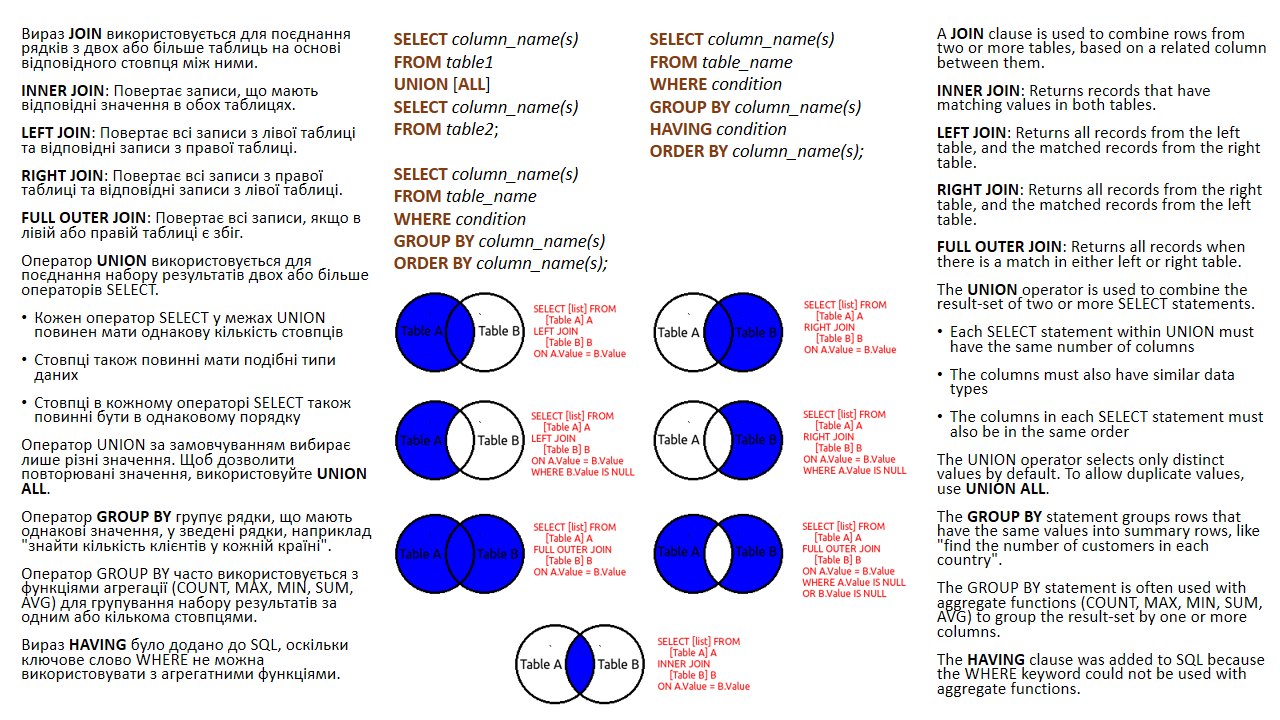 Вираз JOIN використовується для поєднання
рядків з двох або більше таблиць на основі
відповідного стовпця між ними.
INNER JOIN: Повертає записи, що мають
відповідні значення в обох таблицях.
LEFT JOIN: Повертає всі записи з лівої таблиці
та відповідні записи з правої таблиці.
RIGHT JOIN: Повертає всі записи з правої
таблиці та відповідні записи з лівої таблиці.
FULL OUTER JOIN: Повертає всі записи, якщо в
лівій або правій таблиці є збіг.
Оператор UNION використовується для
поєднання набору результатів двох або більше
операторів SELECT.
• Кожен оператор SELECT у межах UNION
повинен мати однакову кількість стовпців
• Стовпці також повинні мати подібні типи
даних
• Стовпці в кожному операторі SELECT також
повинні бути в однаковому порядку
Оператор UNION за замовчуванням вибирає
лише різні значення. Щоб дозволити
повторювані значення, використовуйте UNION
ALL.
Оператор GROUP BY групує рядки, що мають
однакові значення, у зведені рядки, наприклад
"знайти кількість клієнтів у кожній країні".
Оператор GROUP BY часто використовується з
функціями агрегації (COUNT, MAX, MIN, SUM,
AVG) для групування набору результатів за
одним або кількома стовпцями.
Вираз HAVING було додано до SQL, оскільки
ключове слово WHERE не можна
використовувати з агрегатними функціями.
SELECT column_name(s)
FROM table1
UNION [ALL]
SELECT column_name(s)
FROM table2;
SELECT column_name(s)
FROM table_name
WHERE condition
GROUP BY column_name(s)
ORDER BY column_name(s);
SELECT column_name(s)
FROM table_name
WHERE condition
GROUP BY column_name(s)
HAVING condition
ORDER BY column_name(s);
Table A
Table B
SELECT [list] FROM
[Table A] A
LEFT JOIN
[Table B] B
ON A.Value = B.Value
Table A
Table B
SELECT [list] FROM
[Table A] A
RIGHT JOIN
[Table B] B
ON A.Value = B.Value
Table A
Table B
SELECT [list] FROM
[Table A] A
LEFT JOIN
[Table B] B
ON A.Value = B.Value
WHERE B.Value IS NULL
Table A
Table B
SELECT [list] FROM
[Table A] A
RIGHT JOIN
[Table B] B
ON A.Value = B.Value
WHERE A.Value IS NULL
Table A
Table B
SELECT [list] FROM
[Table A] A
FULL OUTER JOIN
[Table B] B
ON A.Value = B.Value
Table A
Table B
SELECT [list] FROM
[Table A] A
FULL OUTER JOIN
[Table B] B
ON A.Value = B.Value
WHERE A.Value IS NULL
OR B.Value IS NULL
Table A
Table B
SELECT [list] FROM
[Table A] A
INNER JOIN
[Table B] B
ON A.Value = B.Value
A JOIN clause is used to combine rows from
two or more tables, based on a related column
between them.
INNER JOIN: Returns records that have
matching values in both tables.
LEFT JOIN: Returns all records from the left
table, and the matched records from the right
table.
RIGHT JOIN: Returns all records from the right
table, and the matched records from the left
table.
FULL OUTER JOIN: Returns all records when
there is a match in either left or right table.
The UNION operator is used to combine the
result-set of two or more SELECT statements.
• Each SELECT statement within UNION must
have the same number of columns
• The columns must also have similar data
types
• The columns in each SELECT statement must
also be in the same order
The UNION operator selects only distinct
values by default. To allow duplicate values,
use UNION ALL.
The GROUP BY statement groups rows that
have the same values into summary rows, like
"find the number of customers in each
country".
The GROUP BY statement is often used with
aggregate functions (COUNT, MAX, MIN, SUM,
AVG) to group the result-set by one or more
columns.
The HAVING clause was added to SQL because
the WHERE keyword could not be used with
aggregate functions.